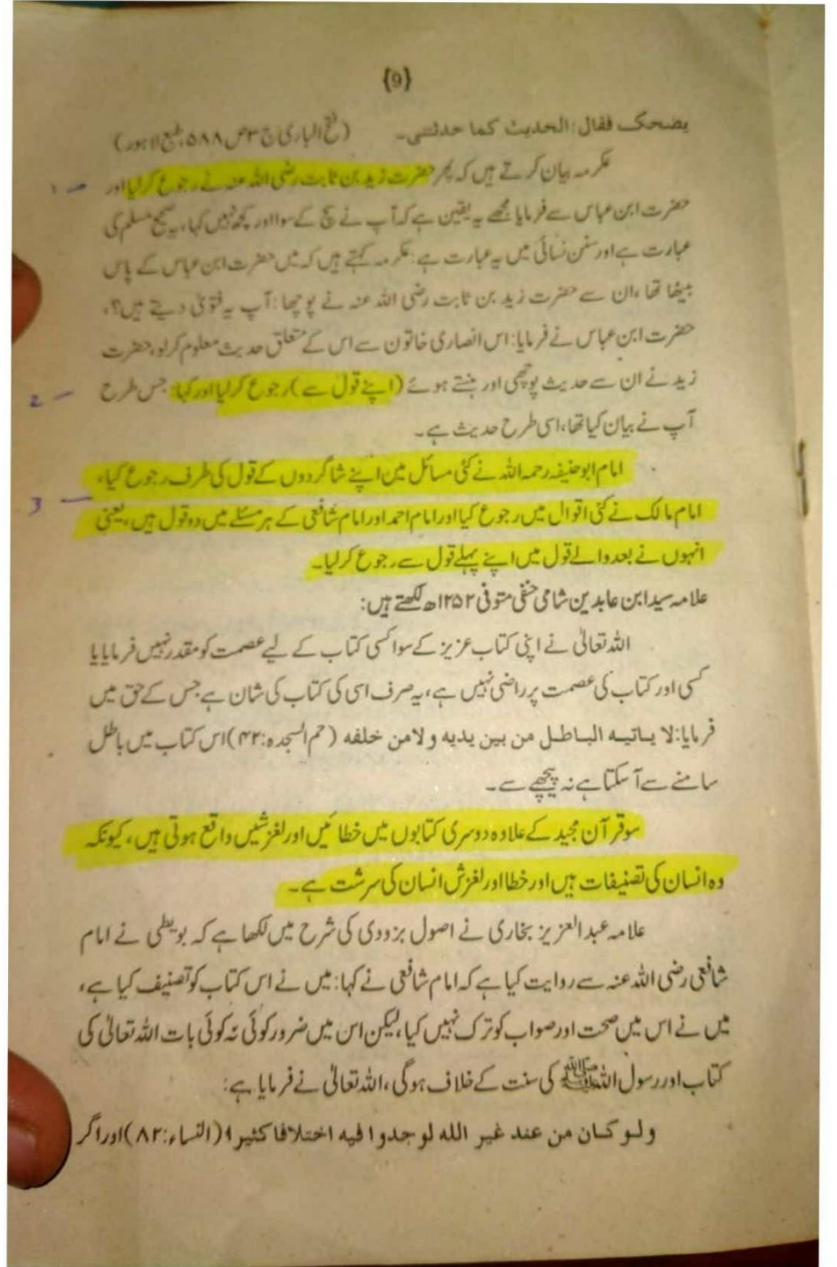 {9}
یضحک فقال: الحدیث کما حدثتنی۔ (فتح الباری ج ۳ ص ۵۸۸، طبع لاہور)
عکرمہ بیان کرتے ہیں کہ پھر حضرت زید بن ثابت رضی اللہ عنہ نے رجوع کرلیا اور
1 –
حضرت ابن عباس سے فرمایا مجھے یہ یقین ہے کہ آپ نے سچ کے سوا اور کچھ نہیں کہا، یہ صحیح مسلم کی
عبارت ہے اور سنن نسائی میں یہ عبارت ہے: عکرمہ کہتے ہیں کہ میں حضرت ابن عباس کے پاس
بیٹھا تھا، ان سے حضرت زید بن ثابت رضی اللہ عنہ نے پوچھا: آپ یہ فتویٰ دیتے ہیں؟،
حضرت ابن عباس نے فرمایا: اس انصاری خاتون سے اس کے متعلق حدیث معلوم کرلو، حضرت
زید نے ان سے حدیث پوچھی اور ہنستے ہوئے (اپنے قول سے) رجوع کرلیا اور کہا: جس طرح
2 –
آپ نے بیان کیا تھا، اسی طرح حدیث ہے۔
امام ابوحنیفہ رحمہ اللہ نے کئی مسائل میں اپنے شاگردوں کے قول کی طرف رجوع کیا،
3 –
امام مالک نے کئی اقوال میں رجوع کیا اور امام احمد اور امام شافعی کے ہر مسئلے میں دو قول ہیں، یعنی
انہوں نے بعد والے قول میں اپنے پہلے قول سے رجوع کرلیا۔
علامہ سید ابن عابدین شامی حنفی متوفی ۱۲۵۲ھ لکھتے ہیں:
اللہ تعالیٰ نے اپنی کتاب عزیز کے سوا کسی کتاب کے لیے عصمت کو مقدر نہیں فرمایا یا
کسی اور کتاب کی عصمت پر راضی نہیں ہے، یہ صرف اسی کی کتاب کی شان ہے جس کے حق میں
فرمایا: لا یاتیہ الباطل من بین یدیہ ولامن خلفہ (حم السجدہ: ۴۲) اس کتاب میں باطل
سامنے سے آسکتا ہے نہ پیچھے سے۔
سو قرآن مجید کے علاوہ دوسری کتابوں میں خطائیں اور لغزشیں واقع ہوتی ہیں، کیونکہ
وہ انسان کی تصنیفات ہیں اور خطا اور لغزش انسان کی سرشت ہے۔
علامہ عبدالعزیز بخاری نے اصول بزدوی کی شرح میں لکھا ہے کہ بویطی نے امام
شافعی رضی اللہ عنہ سے روایت کیا ہے کہ امام شافعی نے کہا: میں نے اس کتاب کو تصنیف کیا ہے،
میں نے اس میں صحت اور صواب کو ترک نہیں کیا، لیکن اس میں ضرور کوئی نہ کوئی بات اللہ تعالیٰ کی
کتاب اور رسول اللہ ﷺ کی سنت کے خلاف ہوگی، اللہ تعالیٰ نے فرمایا ہے:
ولو کان من عند غیر اللہ لوجدوا فیہ اختلافا کثیرا (النساء: ۸۲) اور اگر